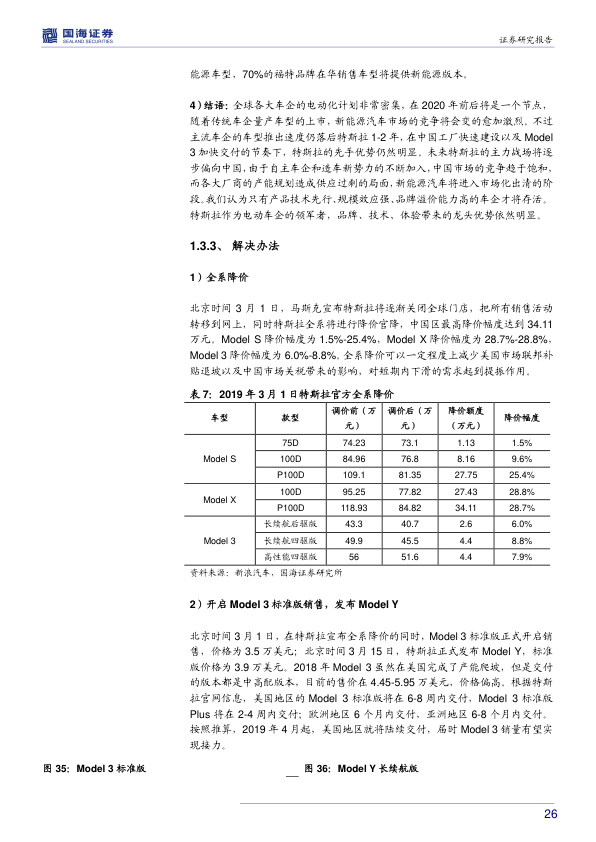 国海证券
SEALAND SECURITIES
证券研究报告
能源车型，70%的福特品牌在华销售车型将提供新能源版本。
4）结语：全球各大车企的电动化计划非常密集，在 2020 年前后将是一个节点，
随着传统车企量产车型的上市，新能源汽车市场的竞争将会变的愈加激烈。不过
主流车企的车型推出速度仍落后特斯拉 1-2 年，在中国工厂快速建设以及 Model
3 加快交付的节奏下，特斯拉的先手优势仍然明显。未来特斯拉的主力战场将逐
步偏向中国，由于自主车企和造车新势力的不断加入，中国市场的竞争趋于饱和，
而各大厂商的产能规划造成供应过剩的局面，新能源汽车将进入市场化出清的阶
段。我们认为只有产品技术先行、规模效应强、品牌溢价能力高的车企才将存活。
特斯拉作为电动车企的领军者，品牌、技术、体验带来的龙头优势依然明显。
1.3.3、 解决办法
1）全系降价
北京时间 3 月 1 日，马斯克宣布特斯拉将逐渐关闭全球门店，把所有销售活动
转移到网上，同时特斯拉全系将进行降价官降，中国区最高降价幅度达到 34.11
万元。Model S 降价幅度为 1.5%-25.4%，Model X 降价幅度为 28.7%-28.8%，
Model 3 降价幅度为 6.0%-8.8%。全系降价可以一定程度上减少美国市场联邦补
贴退坡以及中国市场关税带来的影响，对短期内下滑的需求起到提振作用。
表 7：2019 年 3 月 1 日特斯拉官方全系降价
车型 款型 调价前（万元） 调价后（万元） 降价额度（万元） 降价幅度
Model S 75D 74.23 73.1 1.13 1.5%
100D 84.96 76.8 8.16 9.6%
P100D 109.1 81.35 27.75 25.4%
Model X 100D 95.25 77.82 27.43 28.8%
P100D 118.93 84.82 34.11 28.7%
Model 3 长续航后驱版 43.3 40.7 2.6 6.0%
长续航四驱版 49.9 45.5 4.4 8.8%
高性能四驱版 56 51.6 4.4 7.9%
资料来源：新浪汽车，国海证券研究所
2）开启 Model 3 标准版销售，发布 Model Y
北京时间 3 月 1 日，在特斯拉宣布全系降价的同时，Model 3 标准版正式开启销
售，价格为 3.5 万美元；北京时间 3 月 15 日，特斯拉正式发布 Model Y，标准
版价格为 3.9 万美元。2018 年 Model 3 虽然在美国完成了产能爬坡，但是交付
的版本都是中高配版本，目前的售价在 4.45-5.95 万美元，价格偏高。根据特斯
拉官网信息，美国地区的 Model 3 标准版将在 6-8 周内交付，Model 3 标准版
Plus 将在 2-4 周内交付；欧洲地区 6 个月内交付，亚洲地区 6-8 个月内交付。
按照推算，2019 年 4 月起，美国地区就将陆续交付，届时 Model 3 销量有望实
现接力。
图 35：Model 3 标准版 图 36：Model Y 长续航版
26